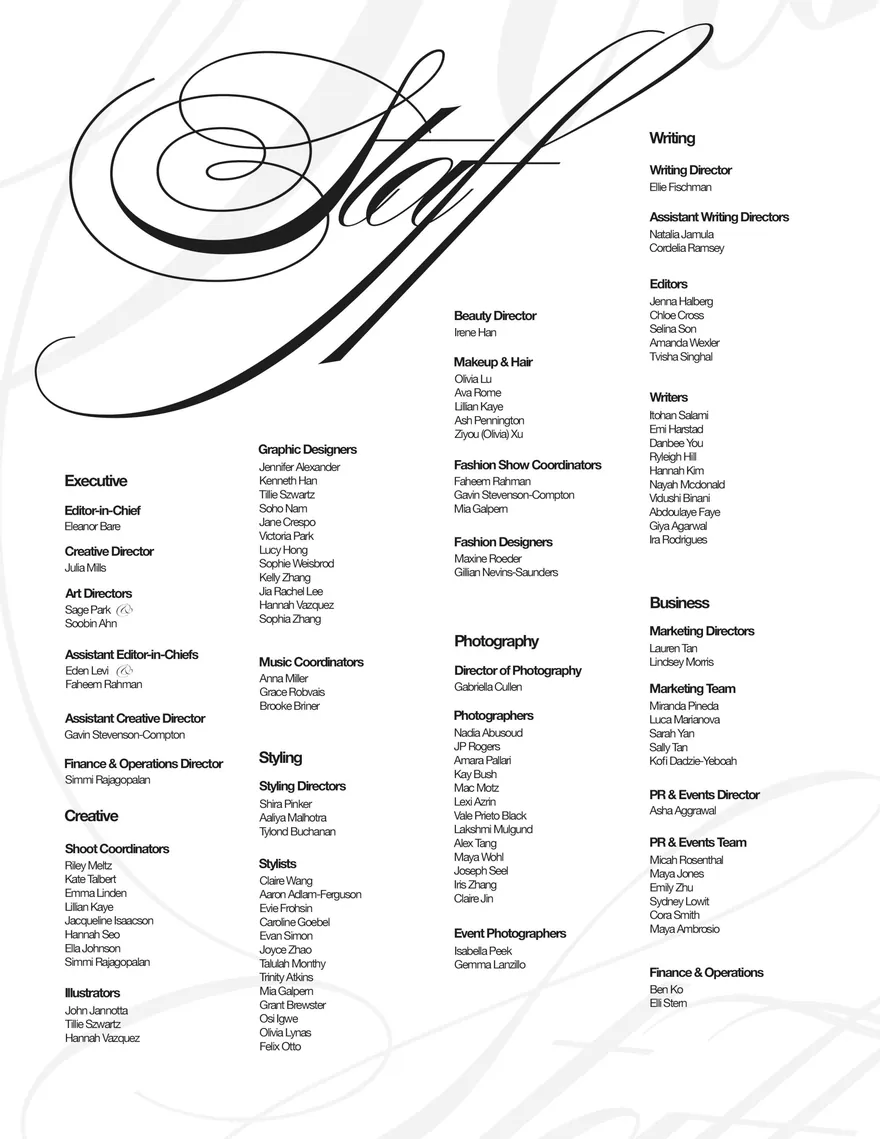 Staff
Executive
Editor-in-Chief
Eleanor Bare
Creative Director
Julia Mills
Art Directors
Sage Park &
Soobin Ahn
Assistant Editor-in-Chiefs
Eden Levi &
Faheem Rahman
Assistant Creative Director
Gavin Stevenson-Compton
Finance & Operations Director
Simmi Rajagopalan
Creative
Shoot Coordinators
Riley Meltz
Kate Talbert
Emma Linden
Lillian Kaye
Jacqueline Isaacson
Hannah Seo
Ella Johnson
Simmi Rajagopalan
Illustrators
John Jannotta
Tillie Szwartz
Hannah Vazquez
Graphic Designers
Jennifer Alexander
Kenneth Han
Tillie Szwartz
Soho Nam
Jane Crespo
Victoria Park
Lucy Hong
Sophie Weisbrod
Kelly Zhang
Jia Rachel Lee
Hannah Vazquez
Sophia Zhang
Music Coordinators
Anna Miller
Grace Robvais
Brooke Briner
Styling
Styling Directors
Shira Pinker
Aaliya Malhotra
Tylond Buchanan
Stylists
Claire Wang
Aaron Adlam-Ferguson
Evie Frohsin
Caroline Goebel
Evan Simon
Joyce Zhao
Talulah Monthy
Trinity Atkins
Mia Galpern
Grant Brewster
Osi Igwe
Olivia Lynas
Felix Otto
Beauty Director
Irene Han
Makeup & Hair
Olivia Lu
Ava Rome
Lillian Kaye
Ash Pennington
Ziyou (Olivia) Xu
Fashion Show Coordinators
Faheem Rahman
Gavin Stevenson-Compton
Mia Galpern
Fashion Designers
Maxine Roeder
Gillian Nevins-Saunders
Photography
Director of Photography
Gabriella Cullen
Photographers
Nadia Abusoud
JP Rogers
Amara Pallari
Kay Bush
Mac Motz
Lexi Azrin
Vale Prieto Black
Lakshmi Mulgund
Alex Tang
Maya Wohl
Joseph Seel
Iris Zhang
Claire Jin
Event Photographers
Isabella Peek
Gemma Lanzillo
Writing
Writing Director
Ellie Fischman
Assistant Writing Directors
Natalia Jamula
Cordelia Ramsey
Editors
Jenna Halberg
Chloe Cross
Selina Son
Amanda Wexler
Tvisha Singhal
Writers
Itohan Salami
Emi Harstad
Danbee You
Ryleigh Hill
Hannah Kim
Nayah Mcdonald
Vidushi Binani
Abdoulaye Faye
Giya Agarwal
Ira Rodrigues
Business
Marketing Directors
Lauren Tan
Lindsey Morris
Marketing Team
Miranda Pineda
Luca Marianova
Sarah Yan
Sally Tan
Kofi Dadzie-Yeboah
PR & Events Director
Asha Aggrawal
PR & Events Team
Micah Rosenthal
Maya Jones
Emily Zhu
Sydney Lowit
Cora Smith
Maya Ambrosio
Finance & Operations
Ben Ko
Elli Stern